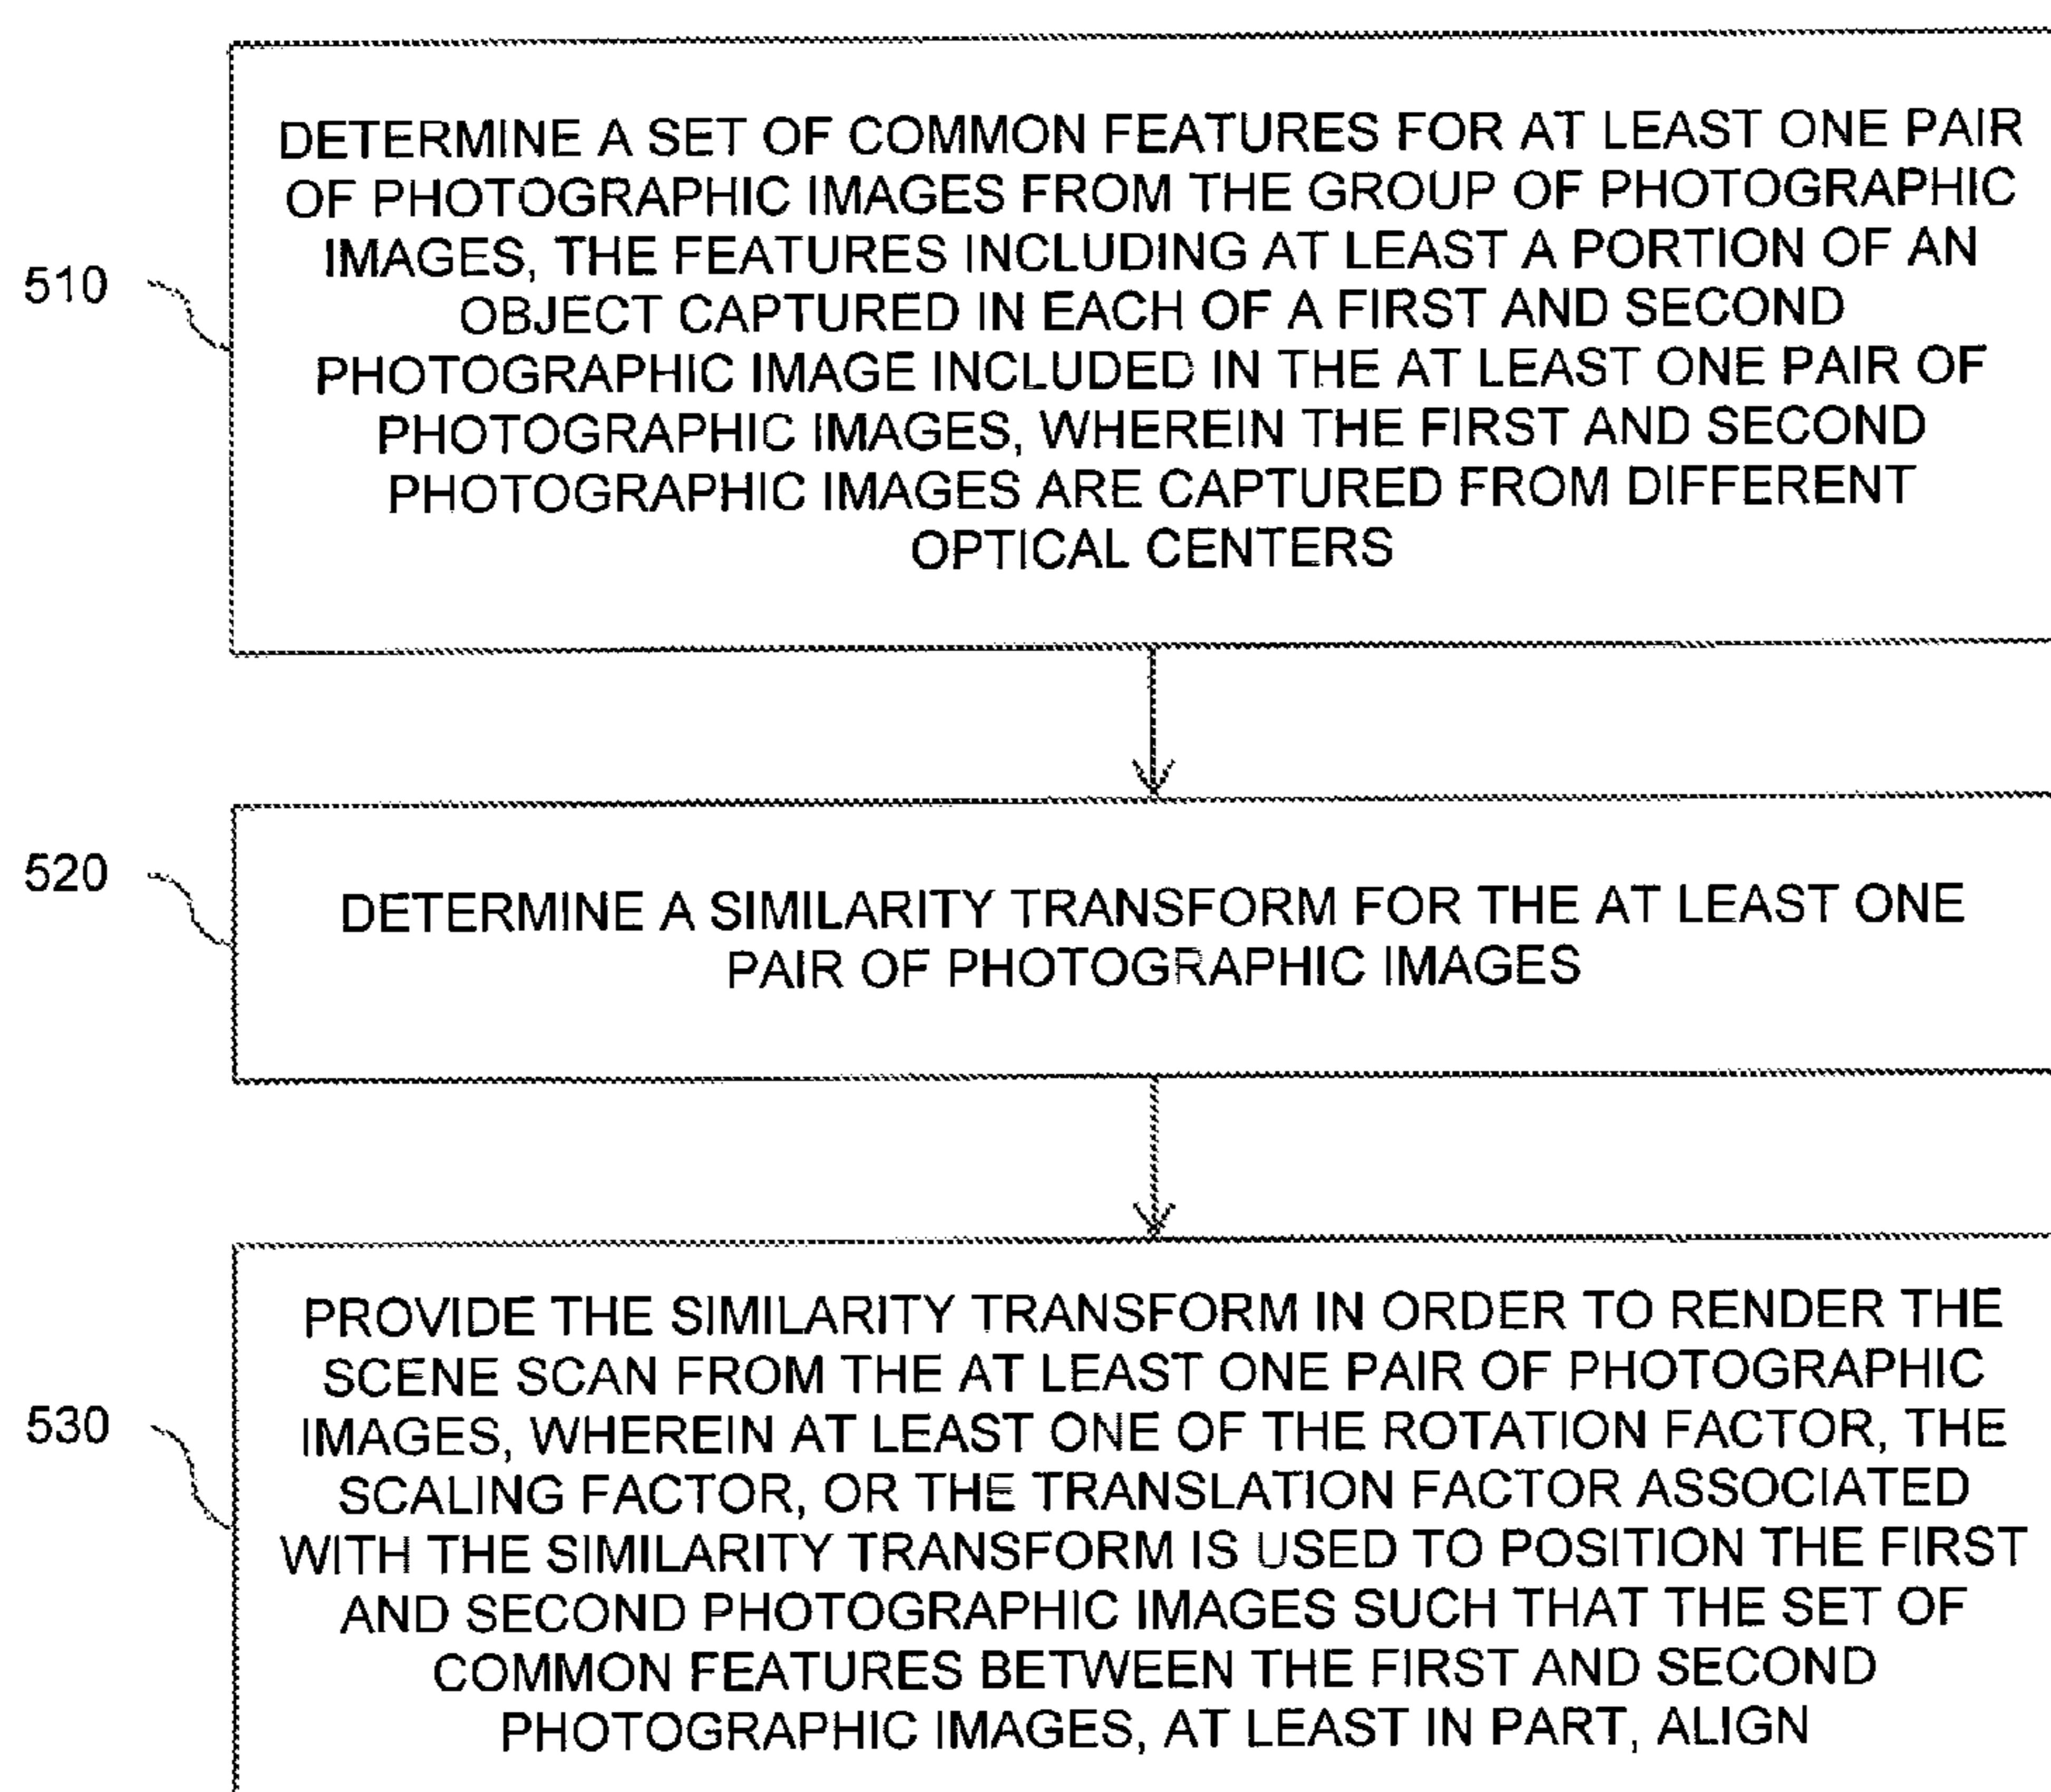 510
DETERMINE A SET OF COMMON FEATURES FOR AT LEAST ONE PAIR
OF PHOTOGRAPHIC IMAGES FROM THE GROUP OF PHOTOGRAPHIC
IMAGES, THE FEATURES INCLUDING AT LEAST A PORTION OF AN
OBJECT CAPTURED IN EACH OF A FIRST AND SECOND
PHOTOGRAPHIC IMAGE INCLUDED IN THE AT LEAST ONE PAIR OF
PHOTOGRAPHIC IMAGES, WHEREIN THE FIRST AND SECOND
PHOTOGRAPHIC IMAGES ARE CAPTURED FROM DIFFERENT
OPTICAL CENTERS
520
DETERMINE A SIMILARITY TRANSFORM FOR THE AT LEAST ONE
PAIR OF PHOTOGRAPHIC IMAGES
530
PROVIDE THE SIMILARITY TRANSFORM IN ORDER TO RENDER THE
SCENE SCAN FROM THE AT LEAST ONE PAIR OF PHOTOGRAPHIC
IMAGES, WHEREIN AT LEAST ONE OF THE ROTATION FACTOR, THE
SCALING FACTOR, OR THE TRANSLATION FACTOR ASSOCIATED
WITH THE SIMILARITY TRANSFORM IS USED TO POSITION THE FIRST
AND SECOND PHOTOGRAPHIC IMAGES SUCH THAT THE SET OF
COMMON FEATURES BETWEEN THE FIRST AND SECOND
PHOTOGRAPHIC IMAGES, AT LEAST IN PART, ALIGN